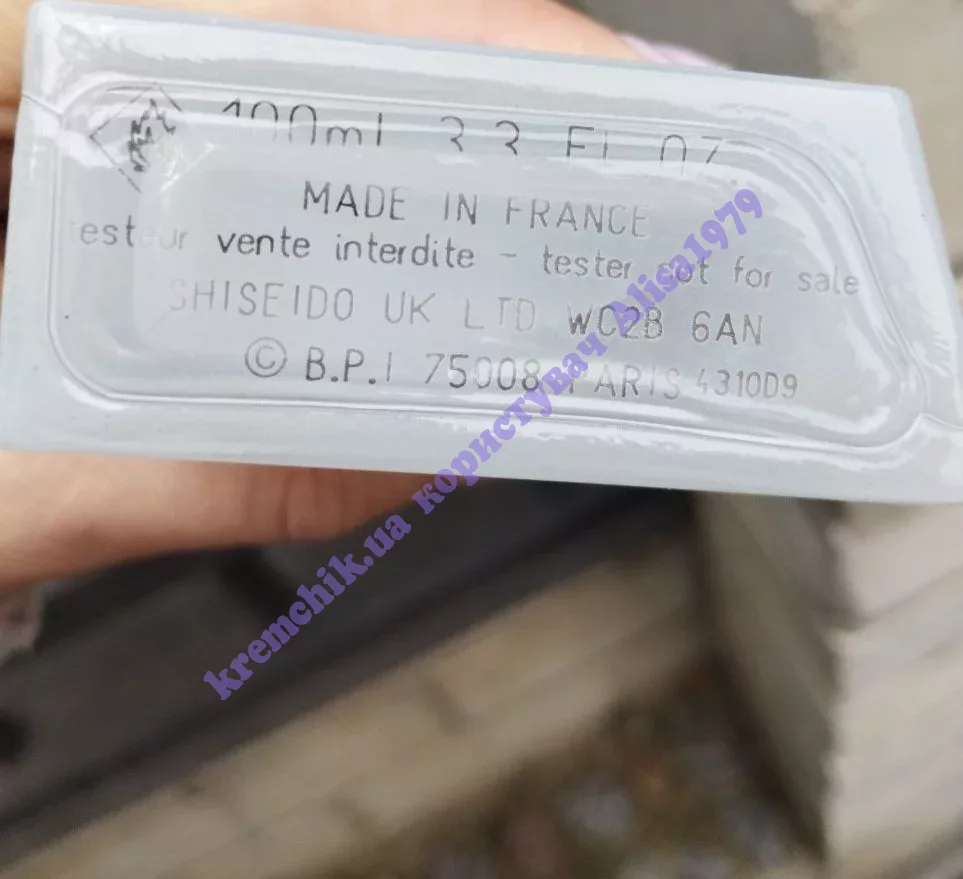 100ml 3.3 Fl OZ
MADE IN FRANCE
testeur vente interdite - tester not for sale
SHISEIDO UK LTD WC2B 6AN
© B.P.I 75008 PARIS 4310D9
kremchik.ua користувач Alisa1979